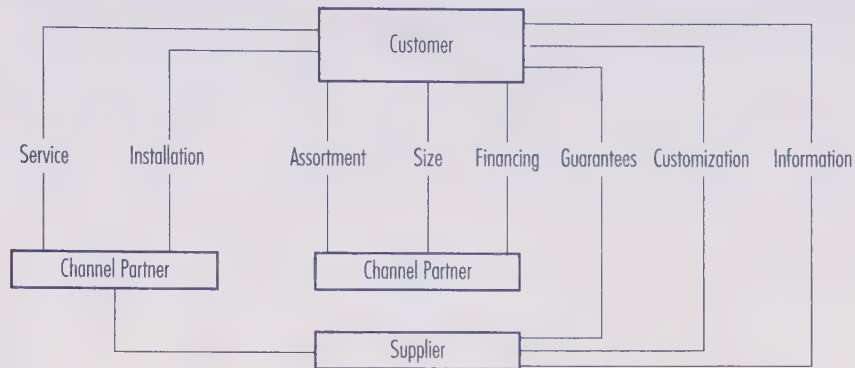 Customer
Service Installation Assortment Size Financing Guarantees Customization Information
Channel Partner Channel Partner
Supplier